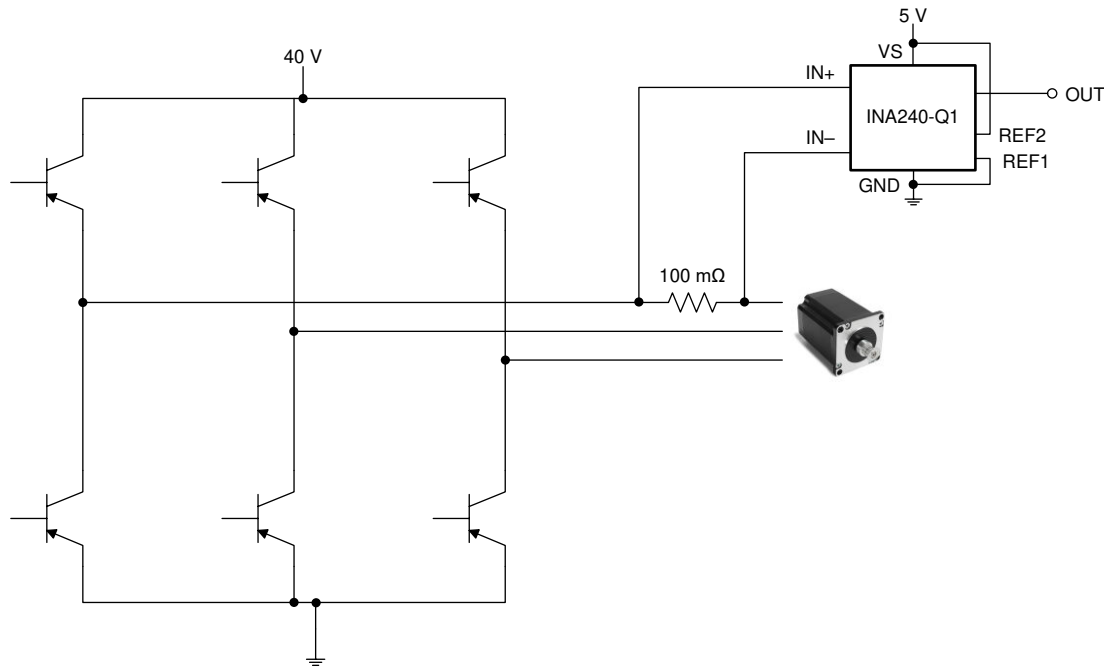 5 V
40 V
VS
IN+
OUT
INA240-Q1
IN–
REF2
REF1
GND
100 mΩ